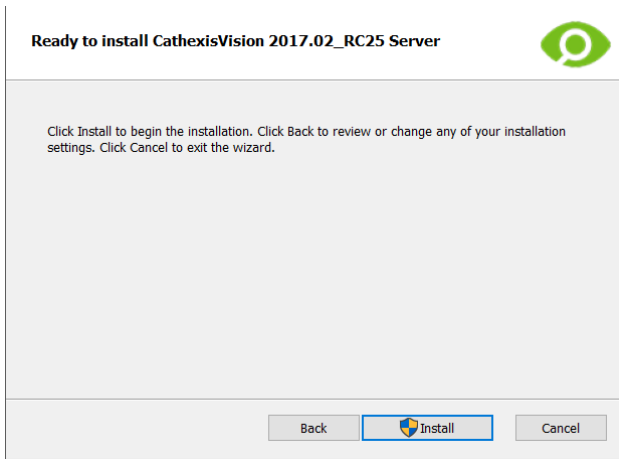 Ready to install CathexisVision 2017.02_RC25 Server
Click Install to begin the installation. Click Back to review or change any of your installation
settings. Click Cancel to exit the wizard.
Back
Install
Cancel